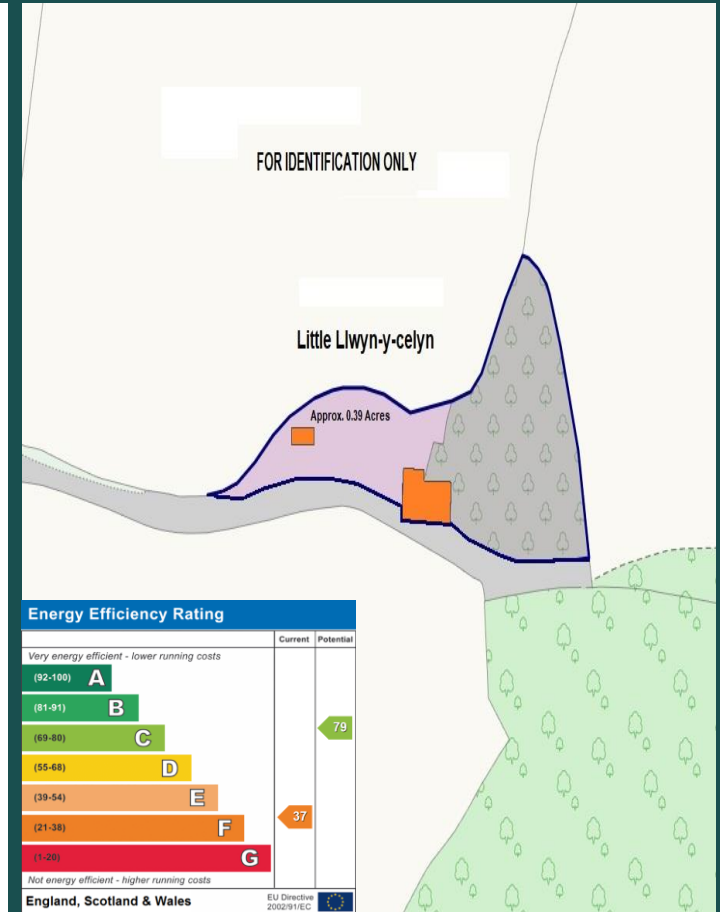 FOR IDENTIFICATION ONLY
Little Llwyn-y-celyn
Approx. 0.39 Acres
Energy Efficiency Rating
Current Potential
Very energy efficient - lower running costs
(92-100) A
(81-91) B
(69-80) C
79
(55-68) D
(39-54) E
(21-38) F
37
(1-20) G
Not energy efficient - higher running costs
England, Scotland & Wales
EU Directive
2002/91/EC